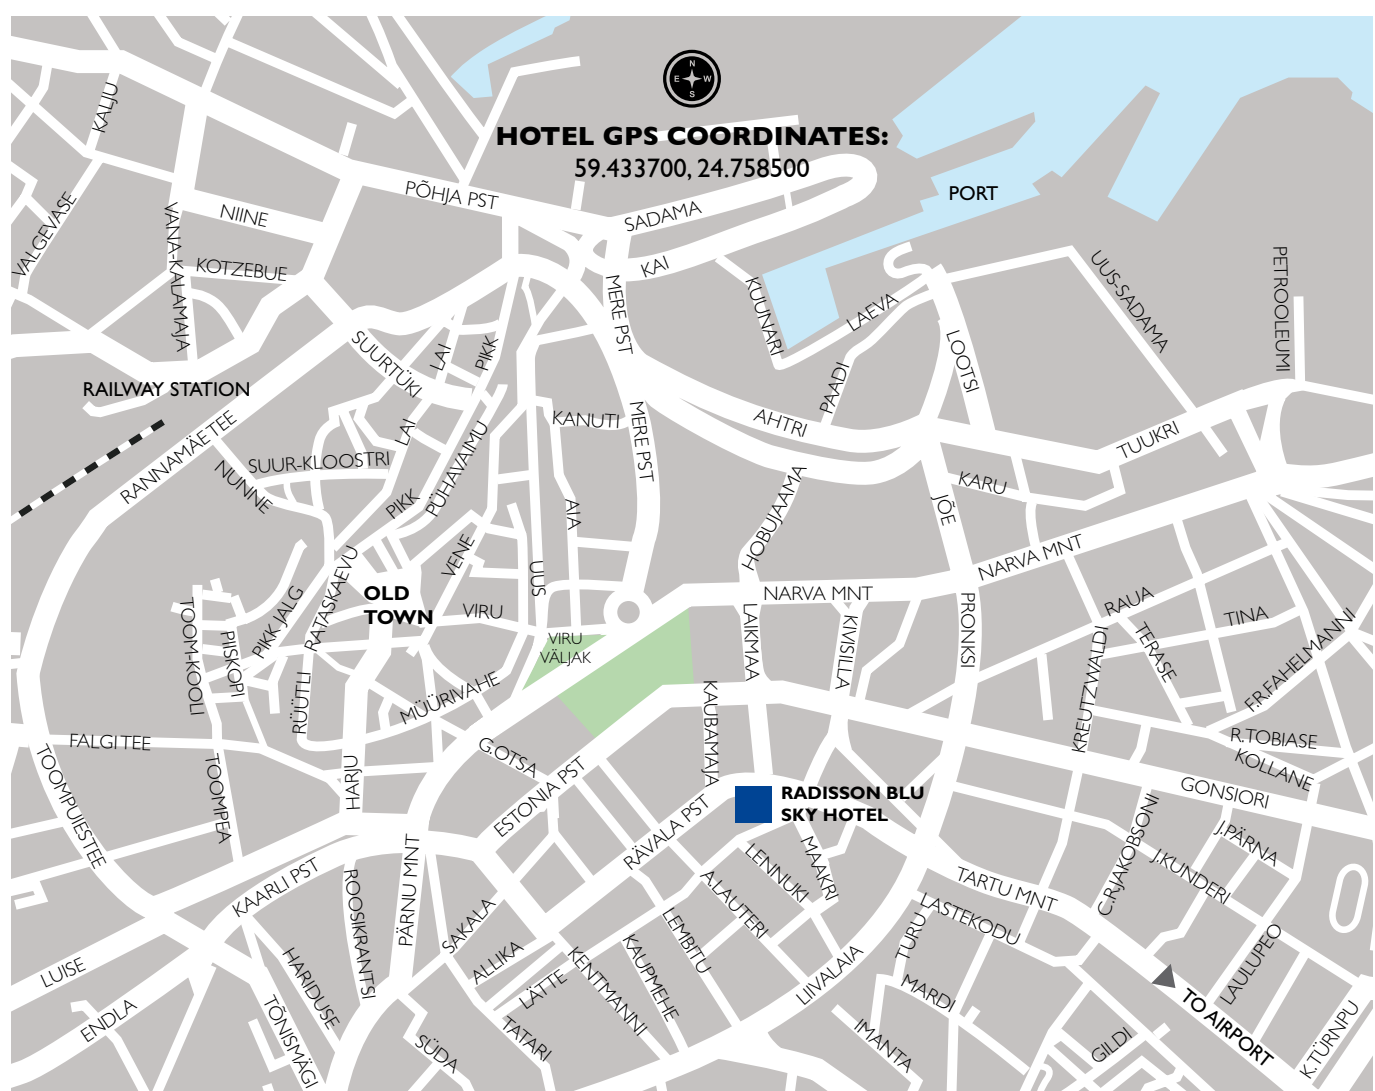 N
E W
S
HOTEL GPS COORDINATES:
59.433700, 24.758500
PORT
KALJU
PÕHJA PST
SADAMA
VALGEVASE
NIINE
VANA-KALAMAJA
KOTZEBUE
KAI
MERE PST
KUUNARI
LAEVA
UUS-SADAMA
PETROOLEUMI
LOOTSI
SUURTÜKI
LAI
PIKK
RAILWAY STATION
PAADI
AHTRI
KANUTI
MERE PST
TUUKRI
RANNAMÄETEE
LAI
PÜHAVAIMU
SUUR-KLOOSTRI
NUNNE
PIKK
KARU
JÕE
AIA
HOBUJAAMA
VENE
NARVA MNT
UUS
RATASKAEVU
OLD
TOWN
VIRU
NARVA MNT
PRONKSI
RAUA
TINA
TOOM-KOOLI
PIISKOPI
PIKK JALG
VIRU
VÄLJAK
LAIKMAA
KIVISILLA
KREUTZWALDI
TERASE
F.R.FAHELMANNI
RÜÜTLI
MÜÜRIVAHE
KAUBAMAJA
FALGITEE
G.OTSA
R.TOBIASE
KOLLANE
TOOMPUIESTEE
TOOMPEA
HARJU
ESTONIA PST
RÄVALA PST
RADISSON BLU
SKY HOTEL
GONSIORI
C.R.JAKOBSONI
J.PÄRNA
J.KUNDERI
KAARLI PST
ROOSIKRANTSI
PÄRNU MNT
LENNUKI
MAAKRI
A.LAUTERI
TARTU MNT
LASTEKODU
SAKALA
LEMBITU
TURU
LUISE
ALLIKA
KENTMANNI
KAUPMEHE
LIIVALAIA
LAULUPEO
HARIDUSE
LÄTTE
MARDI
ENDLA
TÕNISMÄGI
SÜDA
TATARI
IMANTA
GILDI
TO AIRPORT
K.TÜRNPU